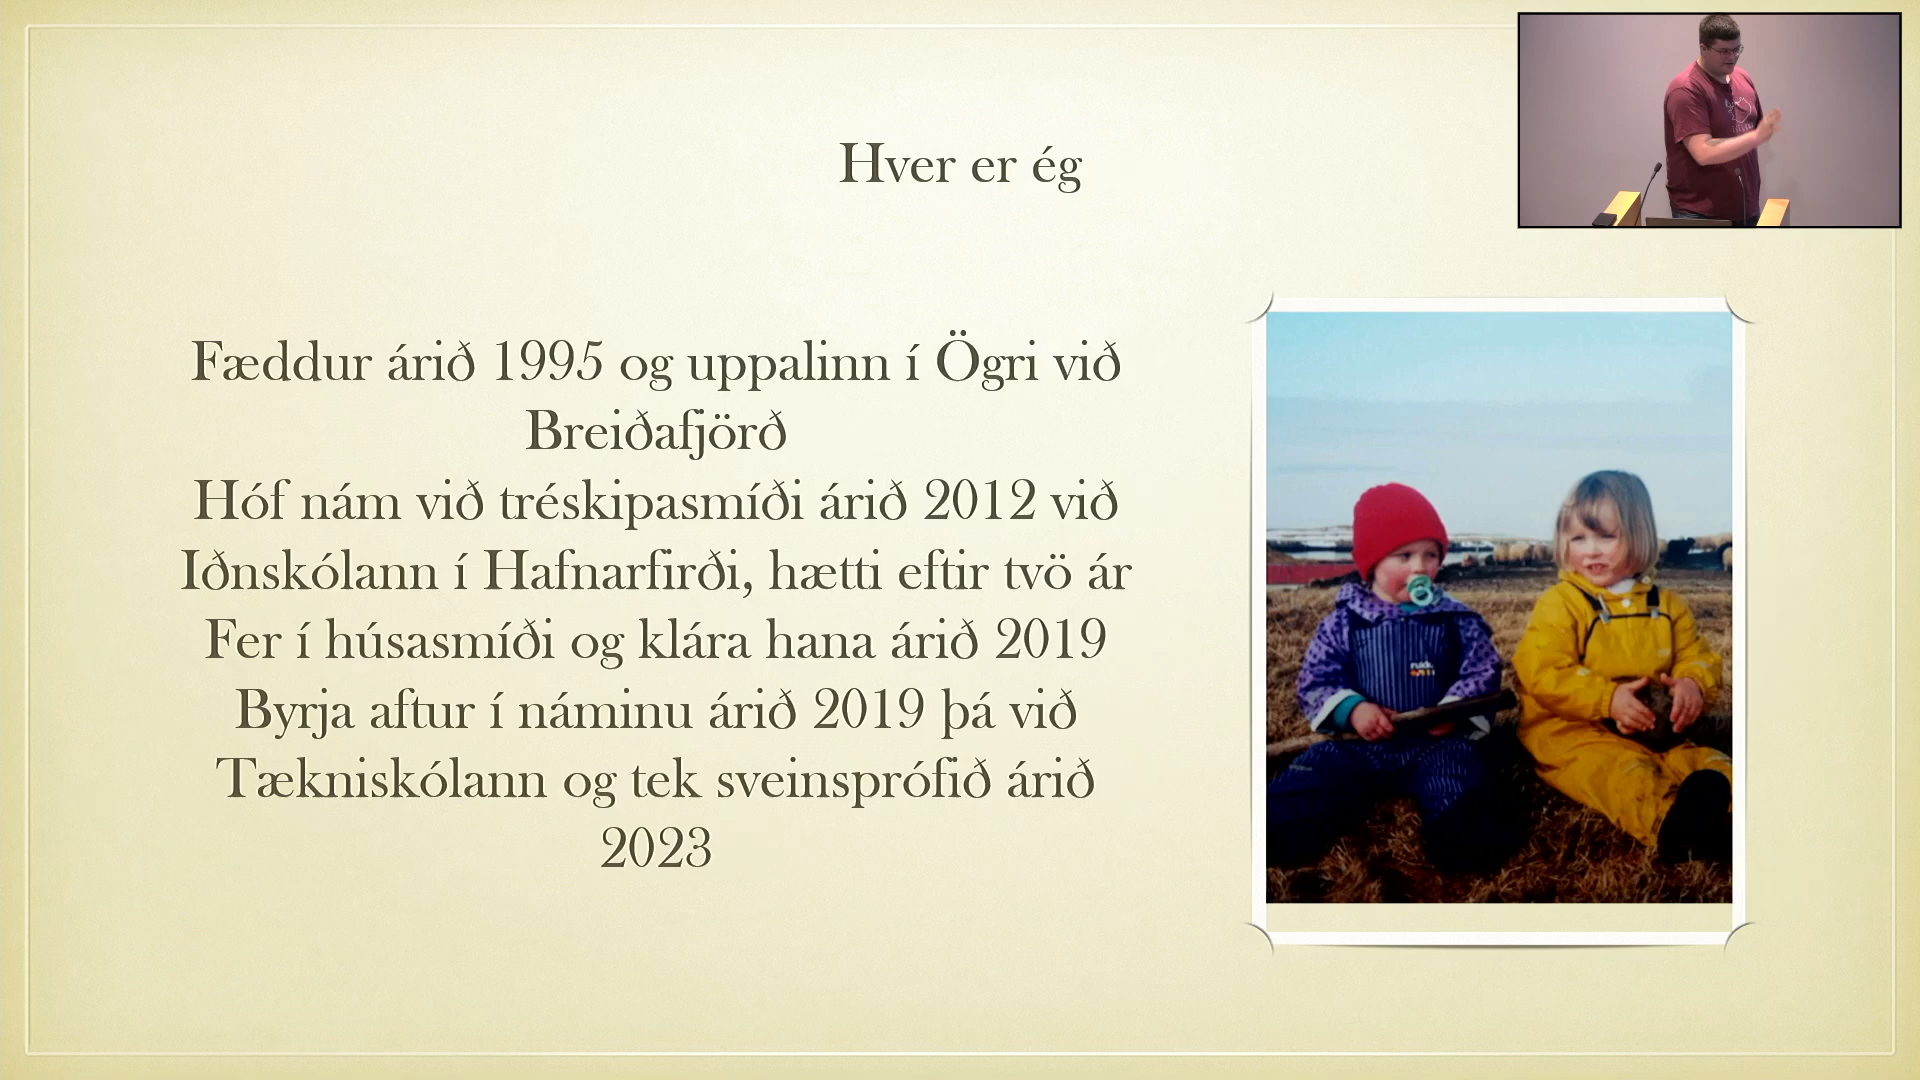 Hver er ég
Fæddur árið 1995 og uppalinn í Ögri við
Breiðafjörð
Hóf nám við tréskipasmíði árið 2012 við
Iðnskólann í Hafnarfirði, hætti eftir tvö ár
Fer í húsasmíði og klára hana árið 2019
Byrja aftur í náminu árið 2019 þá við
Tækniskólann og tek sveinsprófið árið
2023